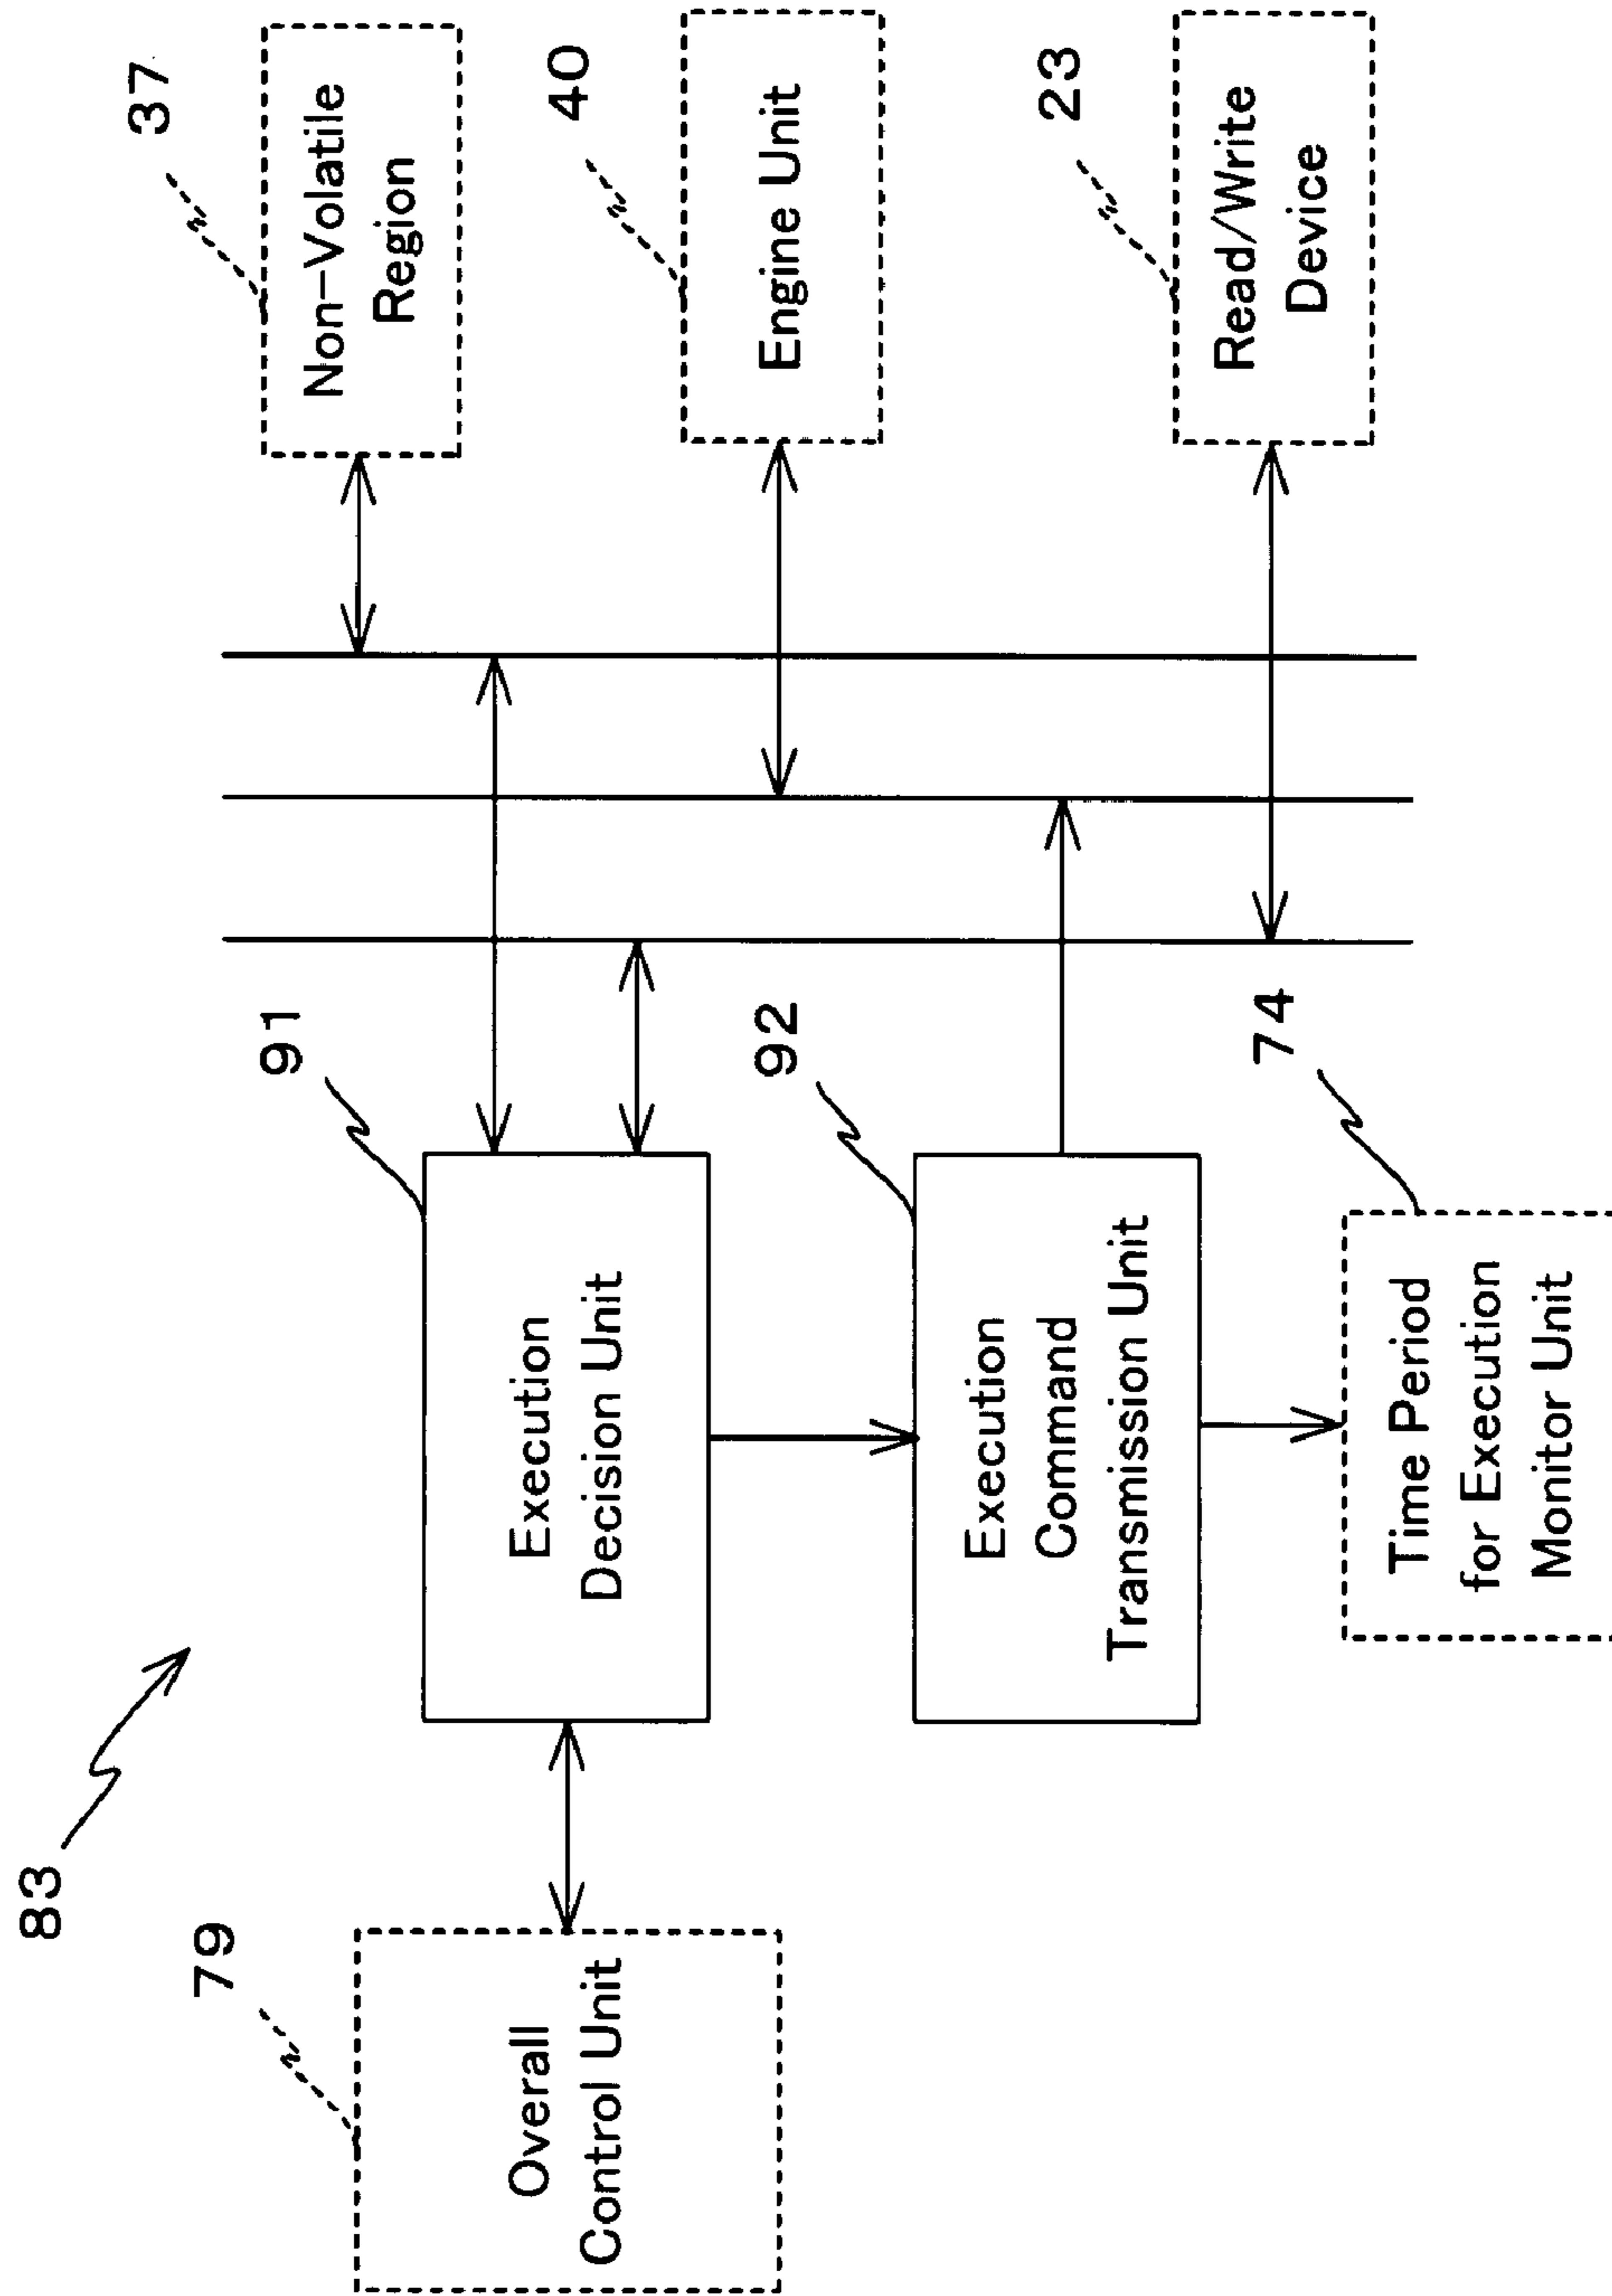 83
79
Overall
Control Unit
91
Execution
Decision Unit
92
Execution
Command
Transmission Unit
74
Time Period
for Execution
Monitor Unit
37
Non-Volatile
Region
40
Engine Unit
23
Read/Write
Device